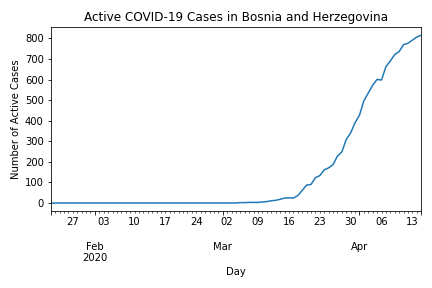 Active COVID-19 Cases in Bosnia and Herzegovina
Number of Active Cases
800
700
600
500
400
300
200
100
0
27 03 10 17 24 02 09 16 23 30 06 13
Feb Mar Apr
2020
Day